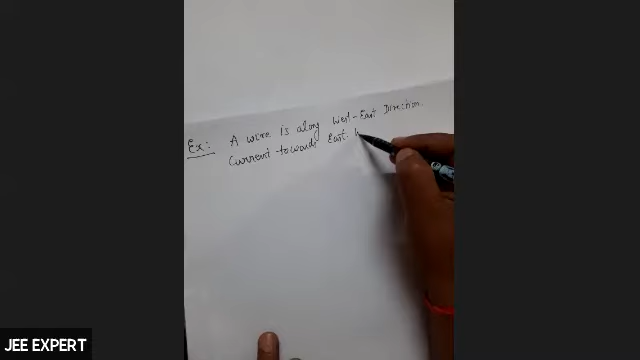 Ex:- A wire is along West-East Direction.
Current towards East.
JEE EXPERT